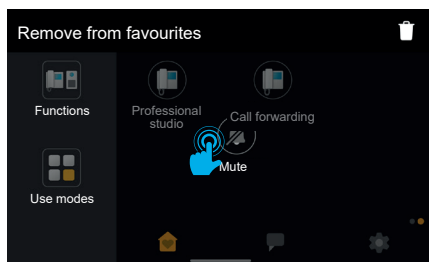 Remove from favourites
Functions
Professional
studio
Call forwarding
Mute
Use modes